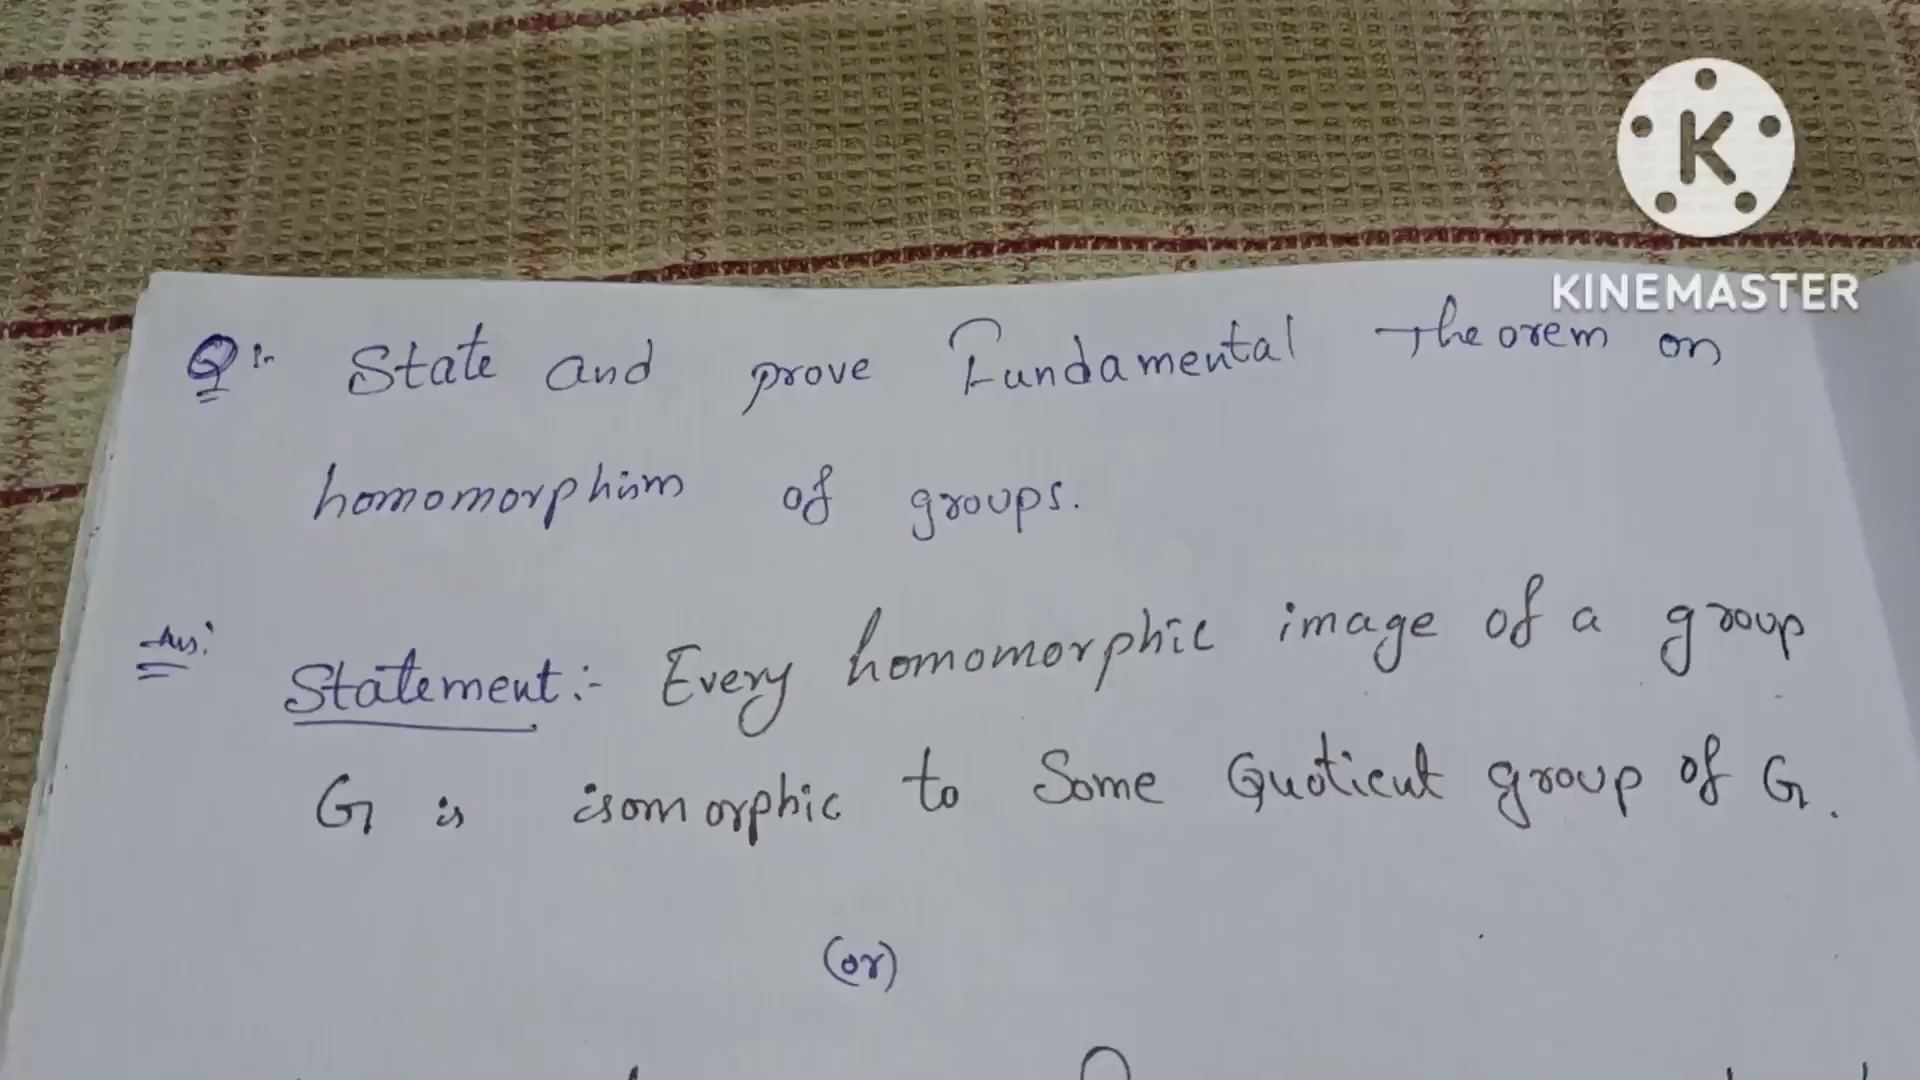 K
KINEMASTER
Q:- State and prove Fundamental Theorem on
homomorphism of groups.
Ans:
Statement:- Every homomorphic image of a group
G is isomorphic to Some Quotient group of G.
(or)